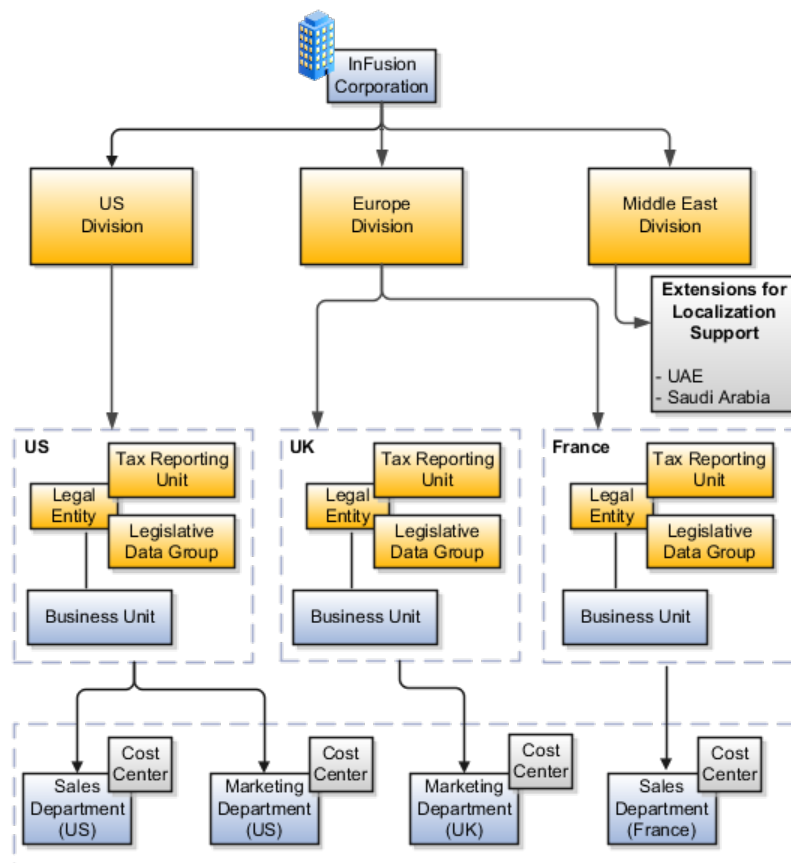 InFusion
Corporation
US
Division
Europe
Division
Middle East
Division
Extensions for
Localization
Support
- UAE
- Saudi Arabia
US
Tax Reporting
Unit
Legal
Entity
Legislative
Data Group
Business Unit
UK
Tax Reporting
Unit
Legal
Entity
Legislative
Data Group
Business Unit
France
Tax Reporting
Unit
Legal
Entity
Legislative
Data Group
Business Unit
Cost
Center
Sales
Department
(US)
Cost
Center
Marketing
Department
(US)
Cost
Center
Marketing
Department
(UK)
Cost
Center
Sales
Department
(France)